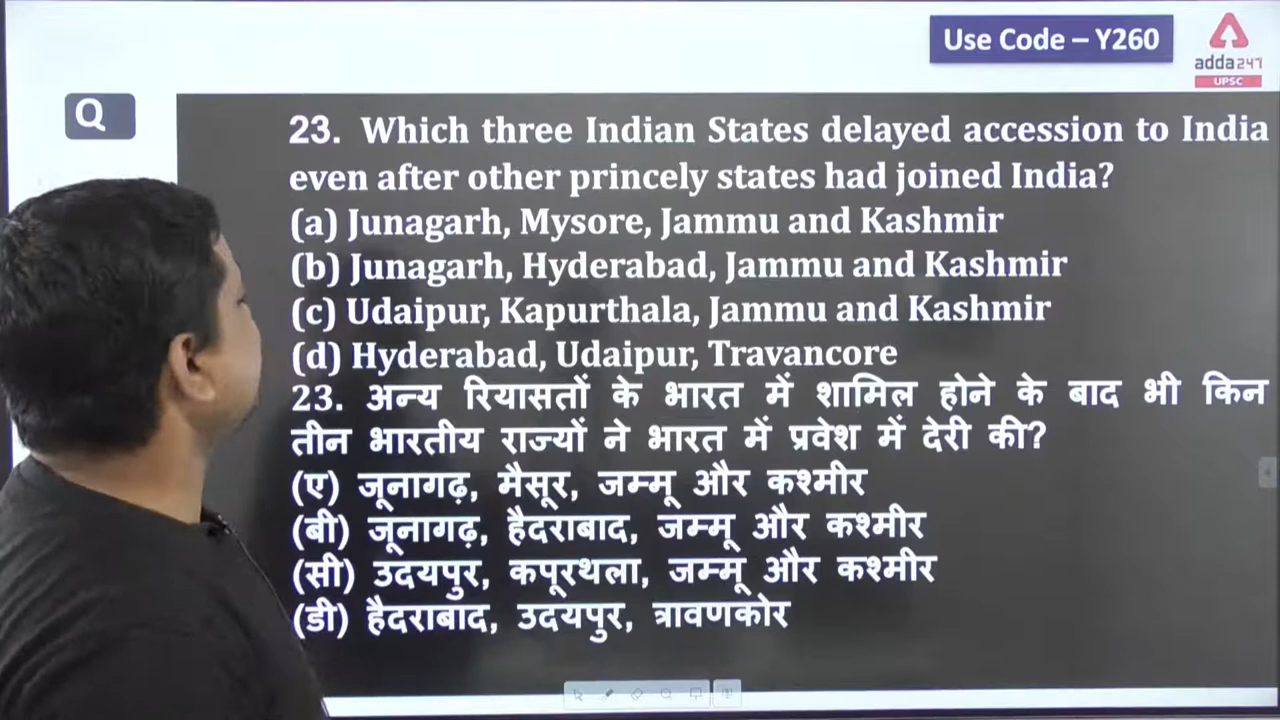 Use Code – Y260
adda247
UPSC
Q
23. Which three Indian States delayed accession to India
even after other princely states had joined India?
(a) Junagarh, Mysore, Jammu and Kashmir
(b) Junagarh, Hyderabad, Jammu and Kashmir
(c) Udaipur, Kapurthala, Jammu and Kashmir
(d) Hyderabad, Udaipur, Travancore
23. अन्य रियासतों के भारत में शामिल होने के बाद भी किन
तीन भारतीय राज्यों ने भारत में प्रवेश में देरी की?
(ए) जूनागढ़, मैसूर, जम्मू और कश्मीर
(बी) जूनागढ़, हैदराबाद, जम्मू और कश्मीर
(सी) उदयपुर, कपूरथला, जम्मू और कश्मीर
(डी) हैदराबाद, उदयपुर, त्रावणकोर